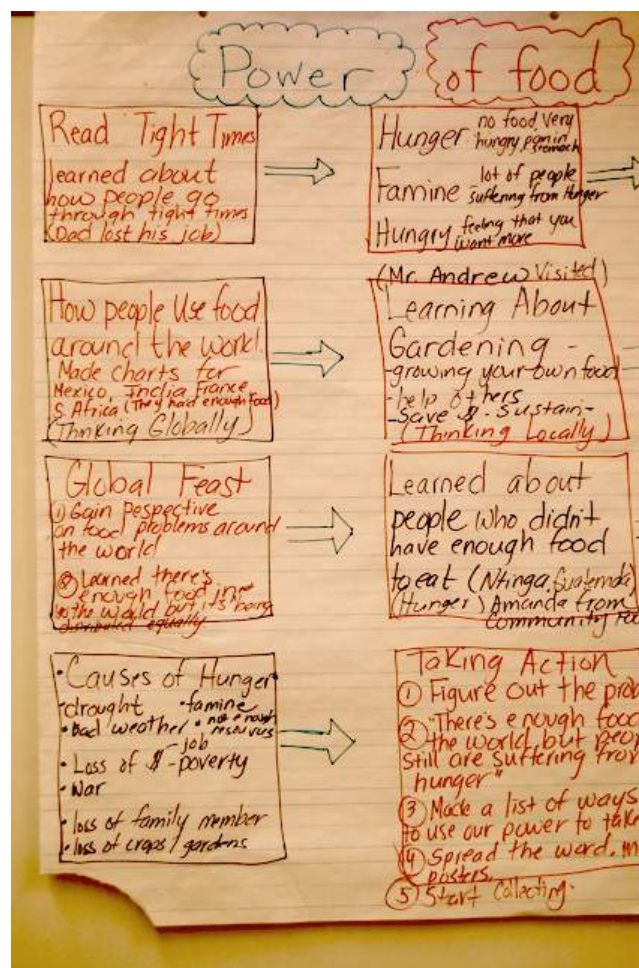 Power of food
Read "Tight Times"
learned about
how people go
through tight times
(Dad lost his job)
Hunger no food, very
hungry, pain in
stomach
Famine - lot of people
suffering from Hunger
Hungry feeling that you
want more
How people Use food
around the world.
Made charts for
Mexico, India, France,
S. Africa (They had enough food)
(Thinking Globally)
(Mr. Andrew Visited)
Learning About
Gardening -
-growing your own food
-help others
-Save $. Sustain-
(Thinking Locally)
Global Feast
① Gain Pespective
on food problems around
the world
② Learned there's
enough food in
the world but it's being
distributed equally
Learned about
people who didn't
have enough food
to eat (Ntinga, Guatemala)
(Hunger) Amanda from
Community
• Causes of Hunger
-drought • famine
• bad weather • not enough
resources
• Loss of $ - job
- poverty
• War
• loss of family member
• loss of crops / gardens
Taking Action
① Figure out the prob
② "There's enough food
the world, but peop
still are suffering fro
hunger"
③ Made a list of ways
to use our power to take
④ Spread the word, m
posters.
⑤ Start Collecting.